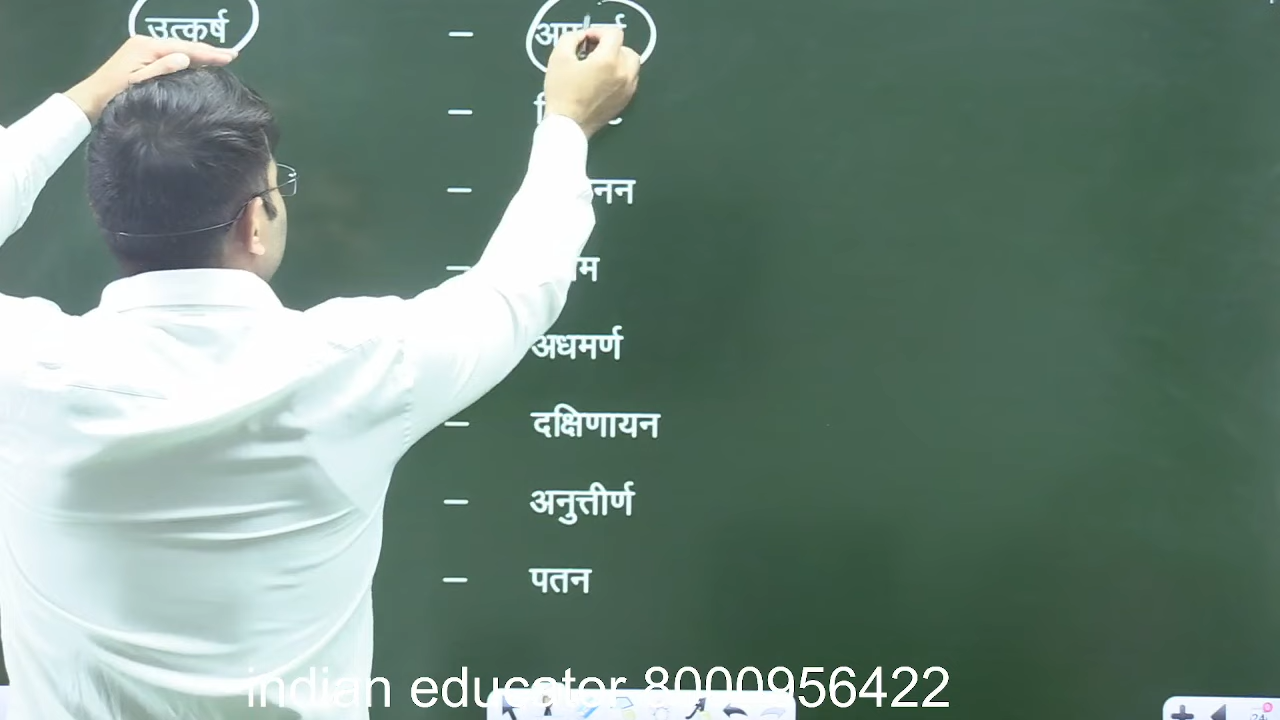 उत्कर्ष –
–
–
–
अधमर्ण
– दक्षिणायन
– अनुत्तीर्ण
– पतन
indian educator 8000956422